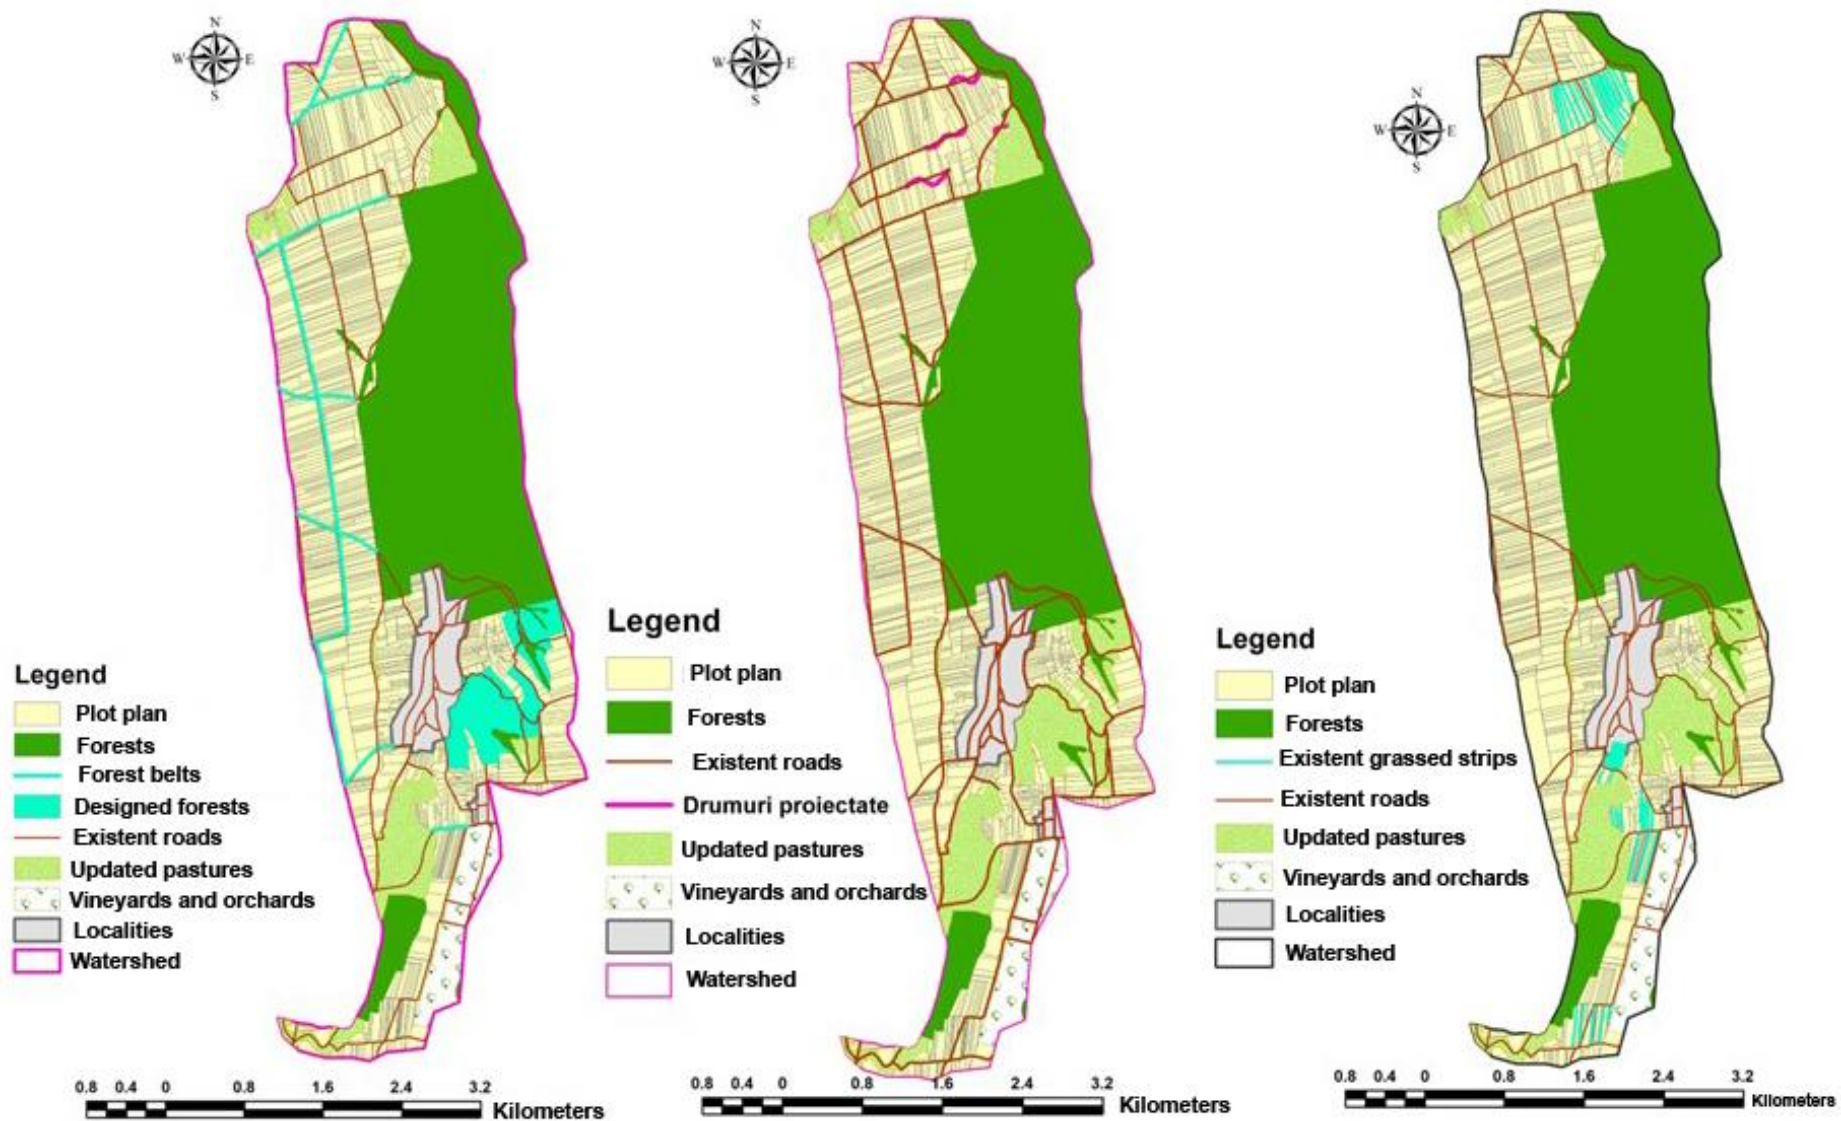 N
W E
S
Legend
Plot plan
Forests
Forest belts
Designed forests
Existent roads
Updated pastures
Vineyards and orchards
Localities
Watershed
0.8 0.4 0 0.8 1.6 2.4 3.2
Kilometers
N
W E
S
Legend
Plot plan
Forests
Existent roads
Drumuri proiectate
Updated pastures
Vineyards and orchards
Localities
Watershed
0.8 0.4 0 0.8 1.6 2.4 3.2
Kilometers
N
W E
S
Legend
Plot plan
Forests
Existent grassed strips
Existent roads
Updated pastures
Vineyards and orchards
Localities
Watershed
0.8 0.4 0 0.8 1.6 2.4 3.2
Kilometers